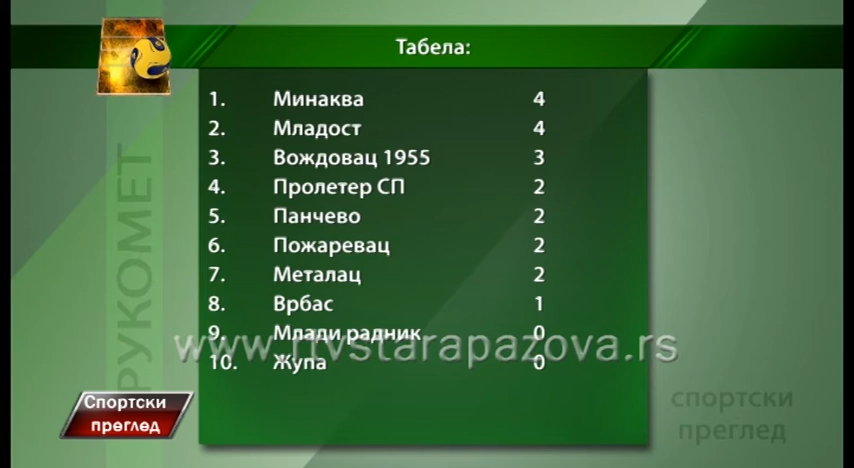 Табела:
1. Минаква 4
2. Младост 4
3. Вождовац 1955 3
4. Пролетер СП 2
5. Панчево 2
6. Пожаревац 2
7. Металац 2
8. Врбас 1
9. Млади радник 0
10. Жупа 0
www.rtvstarapazova.rs
РУКОМЕТ
Спортски
преглед
спортски
преглед